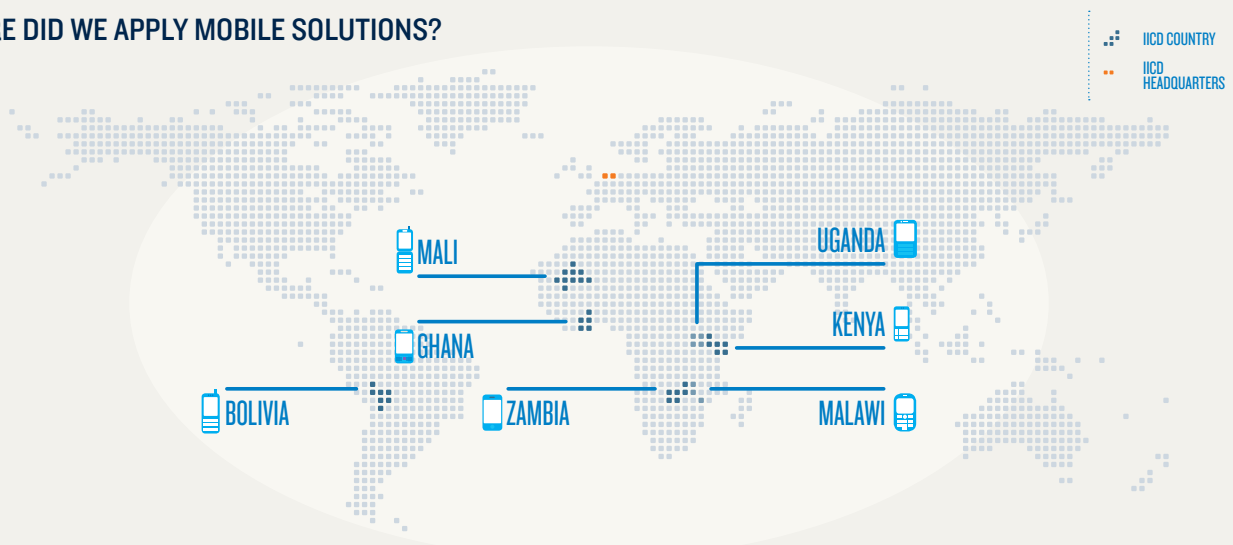 E DID WE APPLY MOBILE SOLUTIONS?
IICD COUNTRY
IICD
HEADQUARTERS
UGANDA
MALI
KENYA
GHANA
BOLIVIA
ZAMBIA
MALAWI